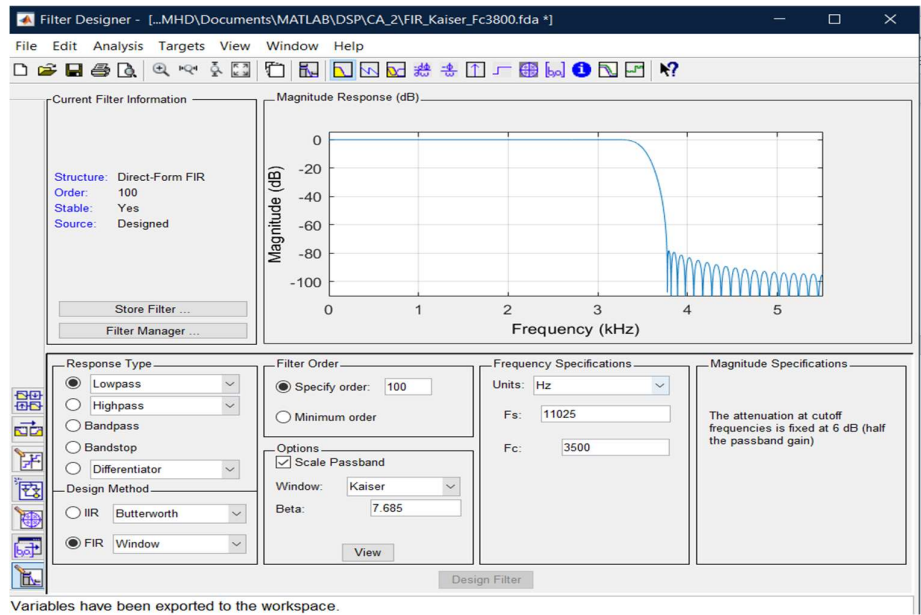 Filter Designer - [...MHD\Documents\MATLAB\DSP\CA_2\FIR_Kaiser_Fc3800.fda *]
File Edit Analysis Targets View Window Help
Current Filter Information
Structure: Direct-Form FIR
Order: 100
Stable: Yes
Source: Designed
Store Filter ...
Filter Manager ...
Magnitude Response (dB)
Magnitude (dB)
0
-20
-40
-60
-80
-100
0 1 2 3 4 5
Frequency (kHz)
Response Type
Lowpass
Highpass
Bandpass
Bandstop
Differentiator
Design Method
IIR Butterworth
FIR Window
Filter Order
Specify order: 100
Minimum order
Options
Scale Passband
Window: Kaiser
Beta: 7.685
View
Frequency Specifications
Units: Hz
Fs: 11025
Fc: 3500
Magnitude Specifications
The attenuation at cutoff
frequencies is fixed at 6 dB (half
the passband gain)
Design Filter
Variables have been exported to the workspace.